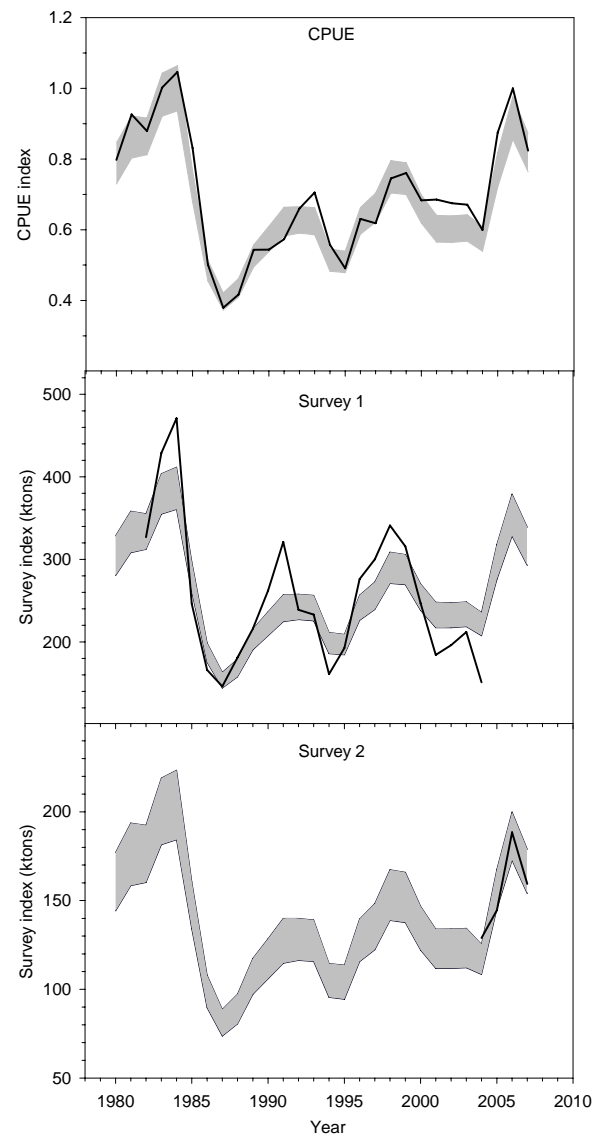 CPUE
1.2
1.0
0.8
0.6
0.4
CPUE index
Survey 1
500
400
300
200
Survey index (ktons)
Survey 2
200
150
100
50
Survey index (ktons)
1980 1985 1990 1995 2000 2005 2010
Year